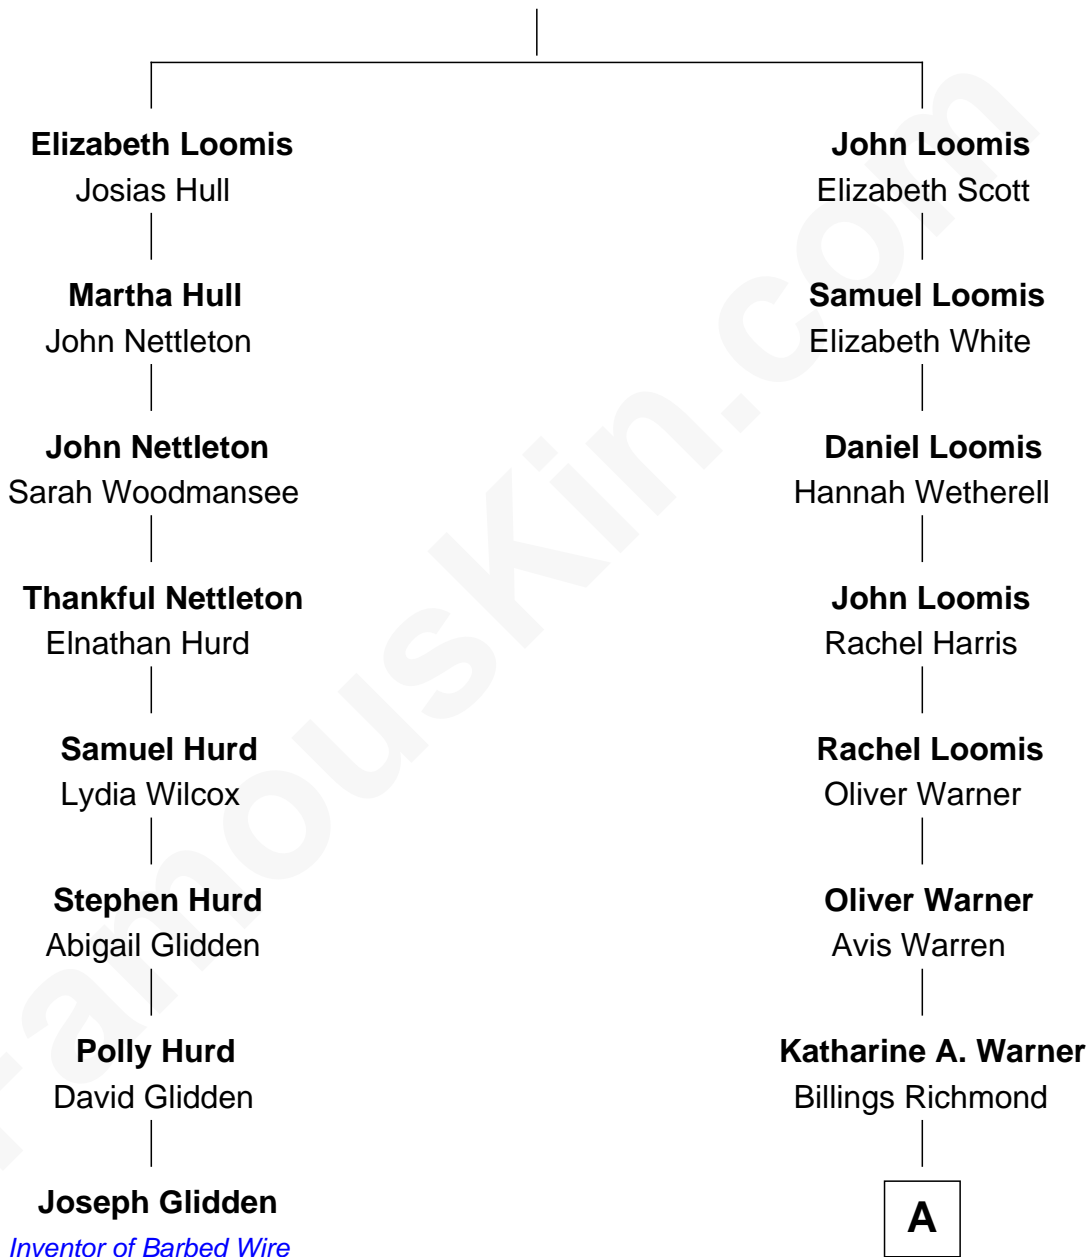 Elizabeth Loomis
Josias Hull
Martha Hull
John Nettleton
John Nettleton
Sarah Woodmansee
Thankful Nettleton
Elnathan Hurd
Samuel Hurd
Lydia Wilcox
Stephen Hurd
Abigail Glidden
Polly Hurd
David Glidden
Joseph Glidden
Inventor of Barbed Wire
John Loomis
Elizabeth Scott
Samuel Loomis
Elizabeth White
Daniel Loomis
Hannah Wetherell
John Loomis
Rachel Harris
Rachel Loomis
Oliver Warner
Oliver Warner
Avis Warren
Katharine A. Warner
Billings Richmond
A
FamousKin.com